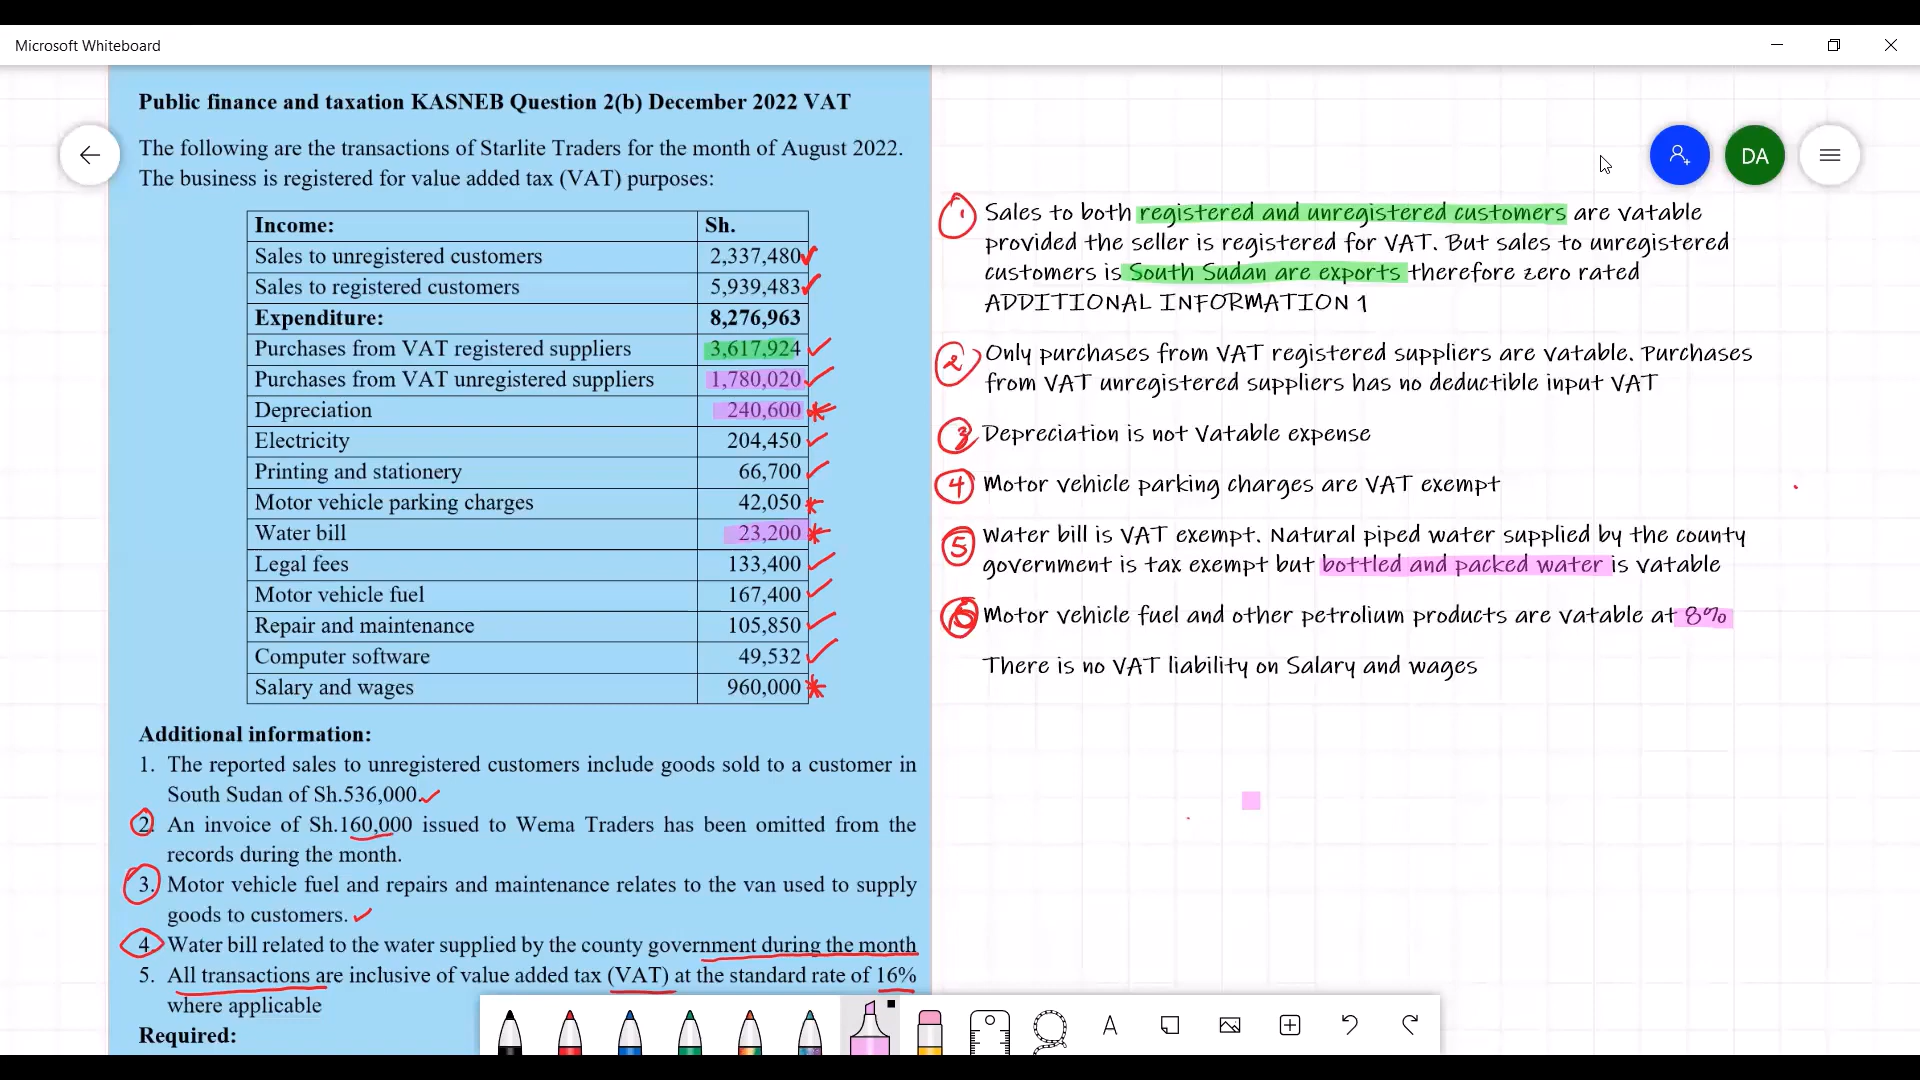 Microsoft Whiteboard
Public finance and taxation KASNEB Question 2(b) December 2022 VAT
The following are the transactions of Starlite Traders for the month of August 2022.
The business is registered for value added tax (VAT) purposes:
Income: Sh.
Sales to unregistered customers 2,337,480
Sales to registered customers 5,939,483
Expenditure: 8,276,963
Purchases from VAT registered suppliers 3,617,924
Purchases from VAT unregistered suppliers 1,780,020
Depreciation 240,600
Electricity 204,450
Printing and stationery 66,700
Motor vehicle parking charges 42,050
Water bill 23,200
Legal fees 133,400
Motor vehicle fuel 167,400
Repair and maintenance 105,850
Computer software 49,532
Salary and wages 960,000
Additional information:
1. The reported sales to unregistered customers include goods sold to a customer in
South Sudan of Sh.536,000.
2. An invoice of Sh.160,000 issued to Wema Traders has been omitted from the
records during the month.
3. Motor vehicle fuel and repairs and maintenance relates to the van used to supply
goods to customers.
4. Water bill related to the water supplied by the county government during the month
5. All transactions are inclusive of value added tax (VAT) at the standard rate of 16%
where applicable
Required:
DA
1 Sales to both registered and unregistered customers are vatable
provided the seller is registered for VAT. But sales to unregistered
customers is South Sudan are exports therefore zero rated
ADDITIONAL INFORMATION 1
2 Only purchases from VAT registered suppliers are vatable. Purchases
from VAT unregistered suppliers has no deductible input VAT
3 Depreciation is not Vatable expense
4 Motor vehicle parking charges are VAT exempt
5 Water bill is VAT exempt. Natural piped water supplied by the county
government is tax exempt but bottled and packed water is vatable
6 Motor vehicle fuel and other petrolium products are vatable at 8%
There is no VAT liability on Salary and wages
A